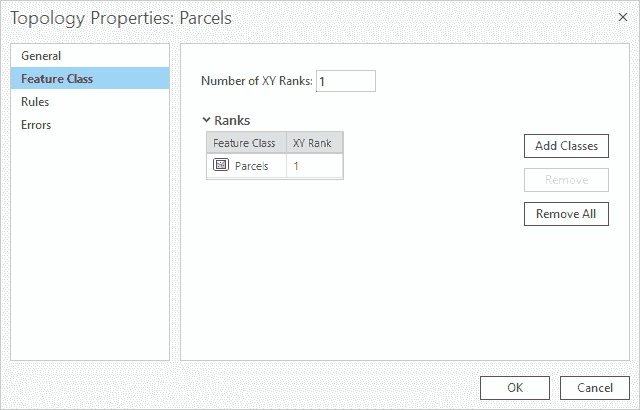 Topology Properties: Parcels
General
Feature Class
Rules
Errors
Number of XY Ranks: 1
Ranks
Feature Class XY Rank
Parcels 1
Add Classes
Remove
Remove All
OK Cancel